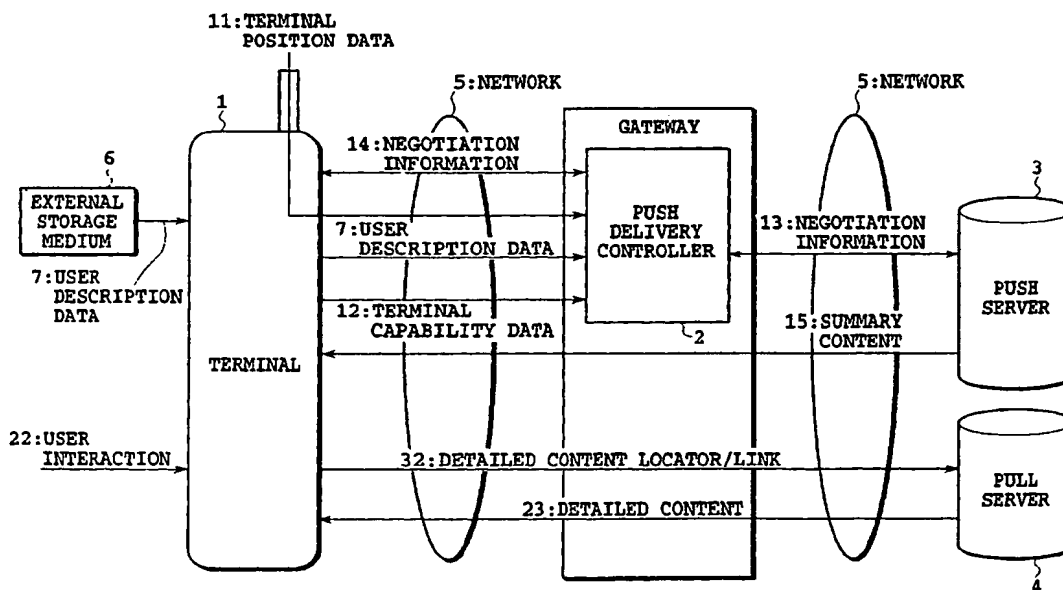 11:TERMINAL
POSITION DATA
5:NETWORK
5:NETWORK
1
GATEWAY
14:NEGOTIATION
INFORMATION
6
EXTERNAL
STORAGE
MEDIUM
3
PUSH
DELIVERY
CONTROLLER
13:NEGOTIATION
INFORMATION
7:USER
DESCRIPTION DATA
7:USER
DESCRIPTION
DATA
PUSH
SERVER
12:TERMINAL
CAPABILITY DATA
2
15:SUMMARY
CONTENT
TERMINAL
22:USER
INTERACTION
32:DETAILED CONTENT LOCATOR/LINK
PULL
SERVER
23:DETAILED CONTENT
4